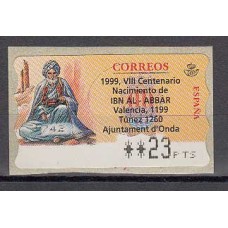 CORREOS
1999, VIII Centenario
Nacimiento de
IBN AL-ABBAR
Valencia, 1199
Túnez 1260
Ajuntament d'Onda
ESPAÑA
**23 PTS